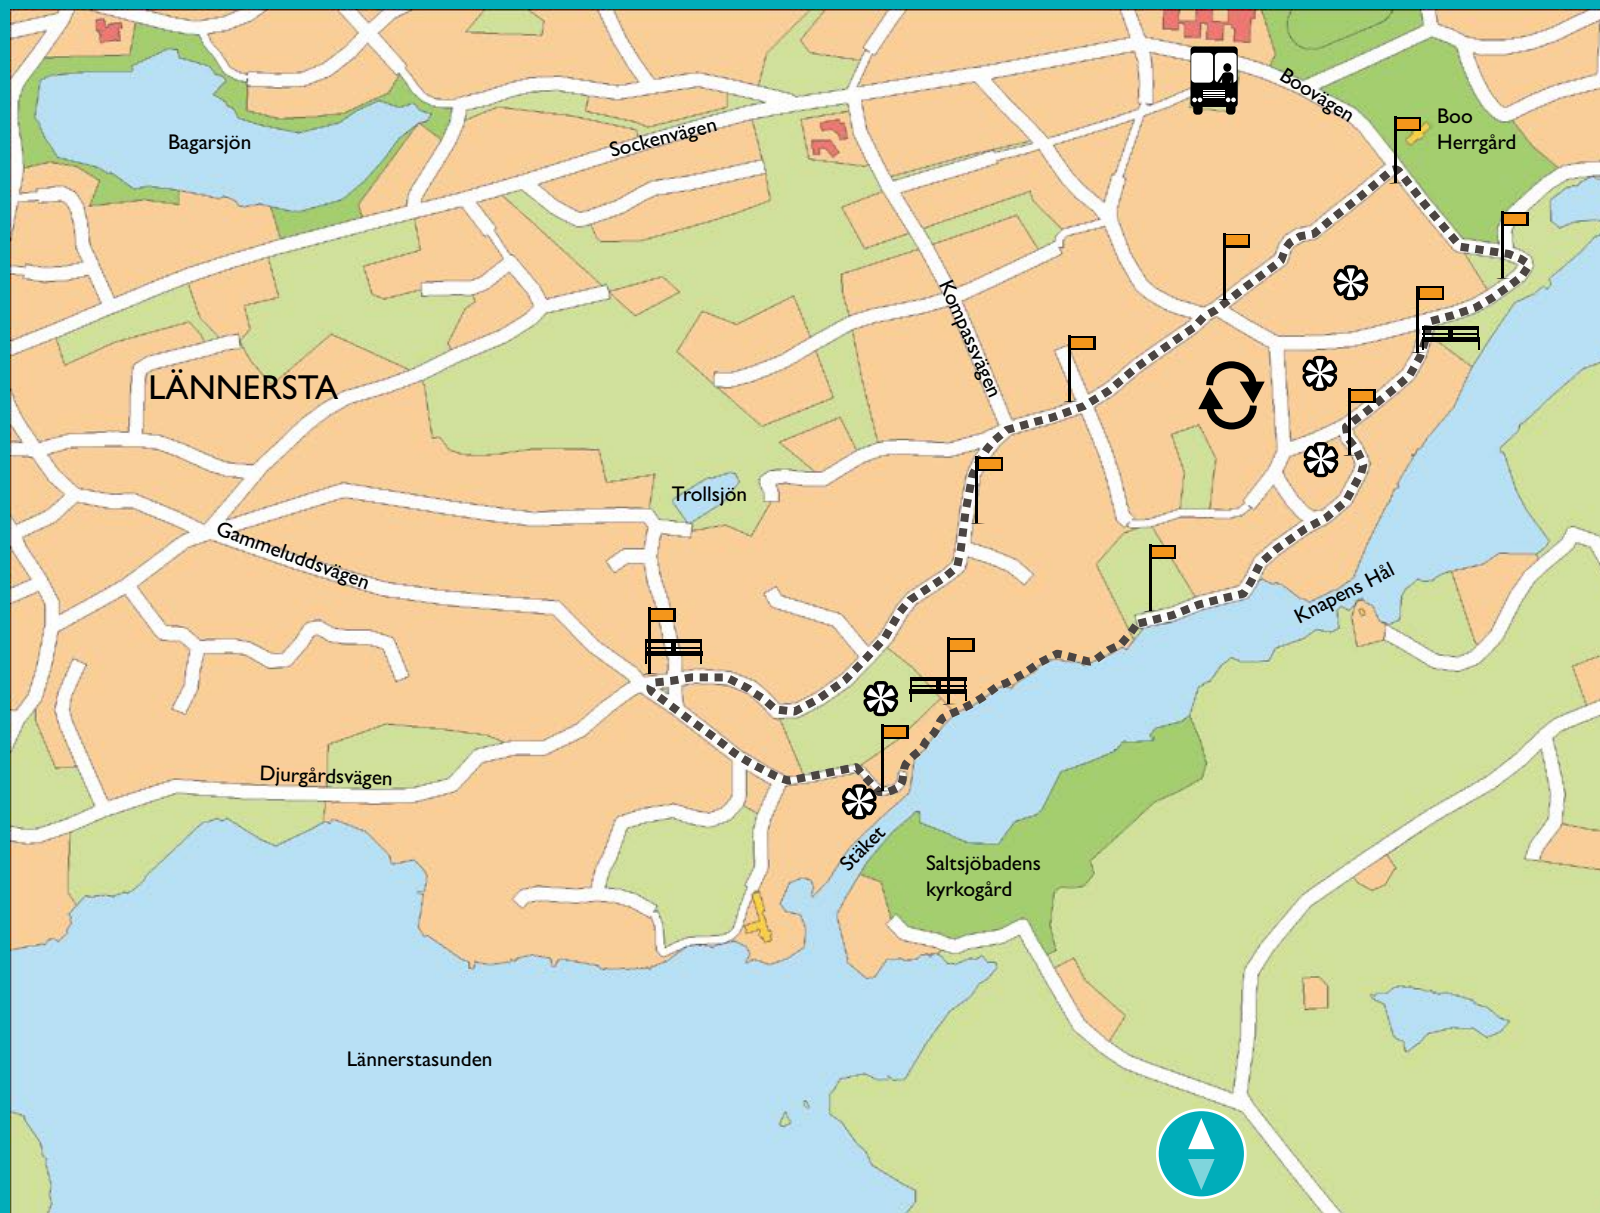 Boovägen
Boo
Herrgård
Bagarsjön
Sockenvägen
Kompassvägen
LÄNNERSTA
Trollsjön
Gammeluddsvägen
Knapens Hål
Djurgårdsvägen
Stäket
Saltsjöbadens
kyrkogård
Lännerstasunden